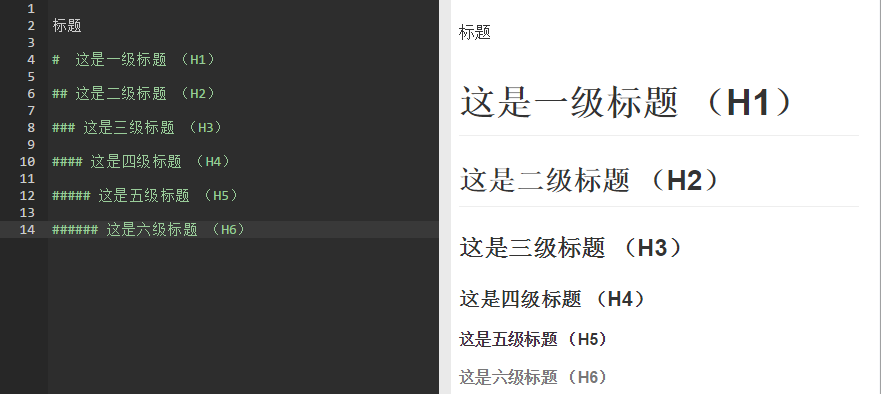 1
2 标题
3
4 #  这是一级标题 （H1）
5
6 ## 这是二级标题 （H2）
7
8 ### 这是三级标题 （H3）
9
10 #### 这是四级标题 （H4）
11
12 ##### 这是五级标题 （H5）
13
14 ###### 这是六级标题 （H6）
标题
这是一级标题 （H1）
这是二级标题 （H2）
这是三级标题 （H3）
这是四级标题 （H4）
这是五级标题 （H5）
这是六级标题 （H6）